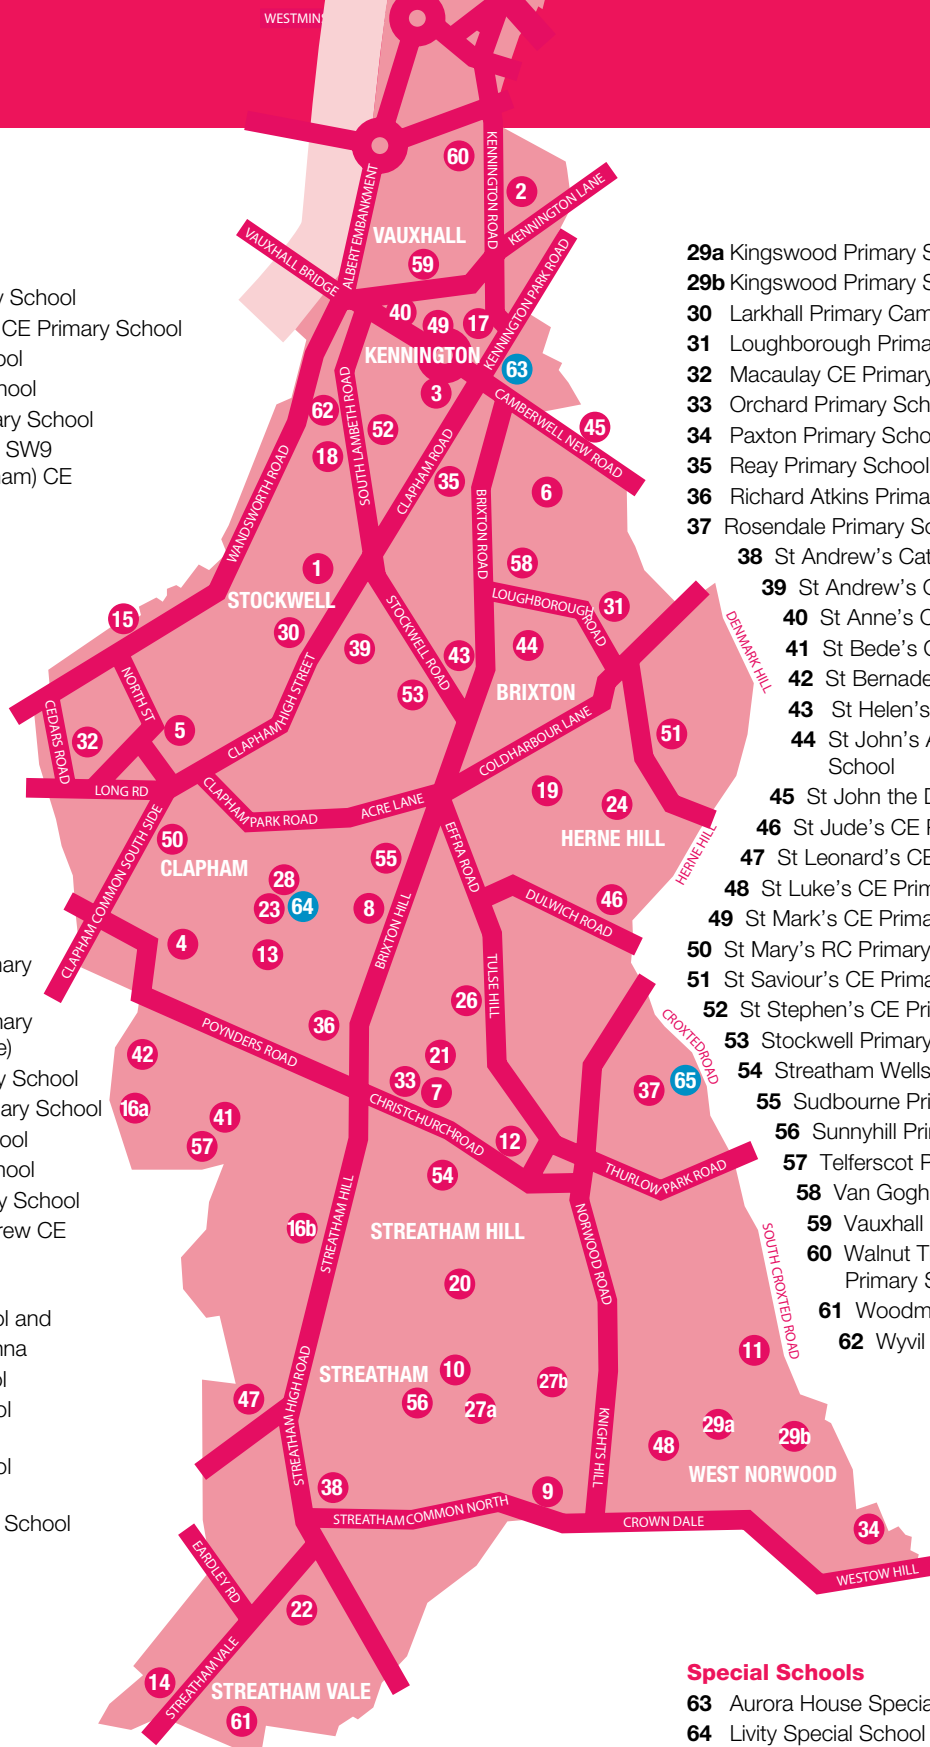 WESTMIN
KENNINGTON ROAD
60
2
KENNINGTON LANE
ALBERT EMBANKMENT
VAUXHALL
VAUXHALL BRIDGE
59
KENNINGTON PARK ROAD
40
49
17
KENNINGTON
63
3
62
52
SOUTH LAMBETH ROAD
CAMBERWELL NEW ROAD
45
18
CLAPHAM ROAD
35
BRIXTON ROAD
6
WANDSWORTH ROAD
1
58
STOCKWELL
LOUGHBOROUGH ROAD
31
15
30
39
STOCKWELL ROAD
43
44
DENMARK HILL
NORTH ST
53
BRIXTON
CEDARS ROAD
32
5
CLAPHAM HIGH STREET
COLDHARBOUR LANE
51
LONG RD
CLAPHAM PARK ROAD
ACRE LANE
19
24
HERNE HILL
HERNE HILL
CLAPHAM COMMON SOUTH SIDE
50
CLAPHAM
55
EFFRA ROAD
28
23
64
8
BRIXTON HILL
46
DULWICH ROAD
4
13
TULSE HILL
26
36
POYNDERS ROAD
CROXTED ROAD
42
21
33
7
37
65
16a
41
57
CHRISTCHURCH ROAD
12
54
THURLOW PARK ROAD
16b
STREATHAM HILL
STREATHAM HILL
NORWOOD ROAD
SOUTH CROXTED ROAD
20
11
STREATHAM
10
27b
47
STREATHAM HIGH ROAD
56
27a
KNIGHTS HILL
29a
48
29b
WEST NORWOOD
38
9
STREATHAM COMMON NORTH
CROWN DALE
34
WESTOW HILL
EARDLEY RD
22
14
STREATHAM VALE
STREATHAM VALE
61
y School
CE Primary School
ool
chool
ary School
SW9
am) CE
mary
mary
e)
y School
ary School
ool
hool
y School
rew CE
ol and
nna
ol
ol
ol
School
29a Kingswood Primary S
29b Kingswood Primary S
30 Larkhall Primary Cam
31 Loughborough Prima
32 Macaulay CE Primary
33 Orchard Primary Sch
34 Paxton Primary Scho
35 Reay Primary School
36 Richard Atkins Prima
37 Rosendale Primary Sc
38 St Andrew's Cat
39 St Andrew's C
40 St Anne's C
41 St Bede's C
42 St Bernade
43 St Helen's
44 St John's A
School
45 St John the D
46 St Jude's CE P
47 St Leonard's CE
48 St Luke's CE Prim
49 St Mark's CE Prima
50 St Mary's RC Primary
51 St Saviour's CE Prima
52 St Stephen's CE Pri
53 Stockwell Primary
54 Streatham Wells
55 Sudbourne Pri
56 Sunnyhill Pri
57 Telferscot P
58 Van Gogh
59 Vauxhall
60 Walnut T
Primary S
61 Woodm
62 Wyvil
Special Schools
63 Aurora House Specia
64 Livity Special School